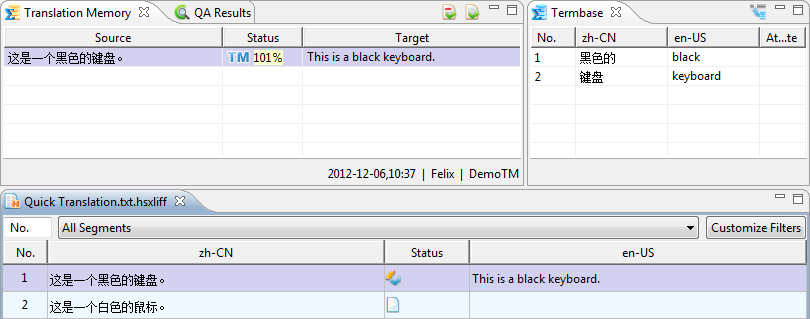 Translation Memory QA Results
Source Status Target
这是一个黑色的键盘。 TM 101% This is a black keyboard.
2012-12-06,10:37 | Felix | DemoTM
Termbase
No. zh-CN en-US At...te
1 黑色的 black
2 键盘 keyboard
Quick Translation.txt.hsxliff
No. All Segments Customize Filters
No. zh-CN Status en-US
1 这是一个黑色的键盘。 This is a black keyboard.
2 这是一个白色的鼠标。